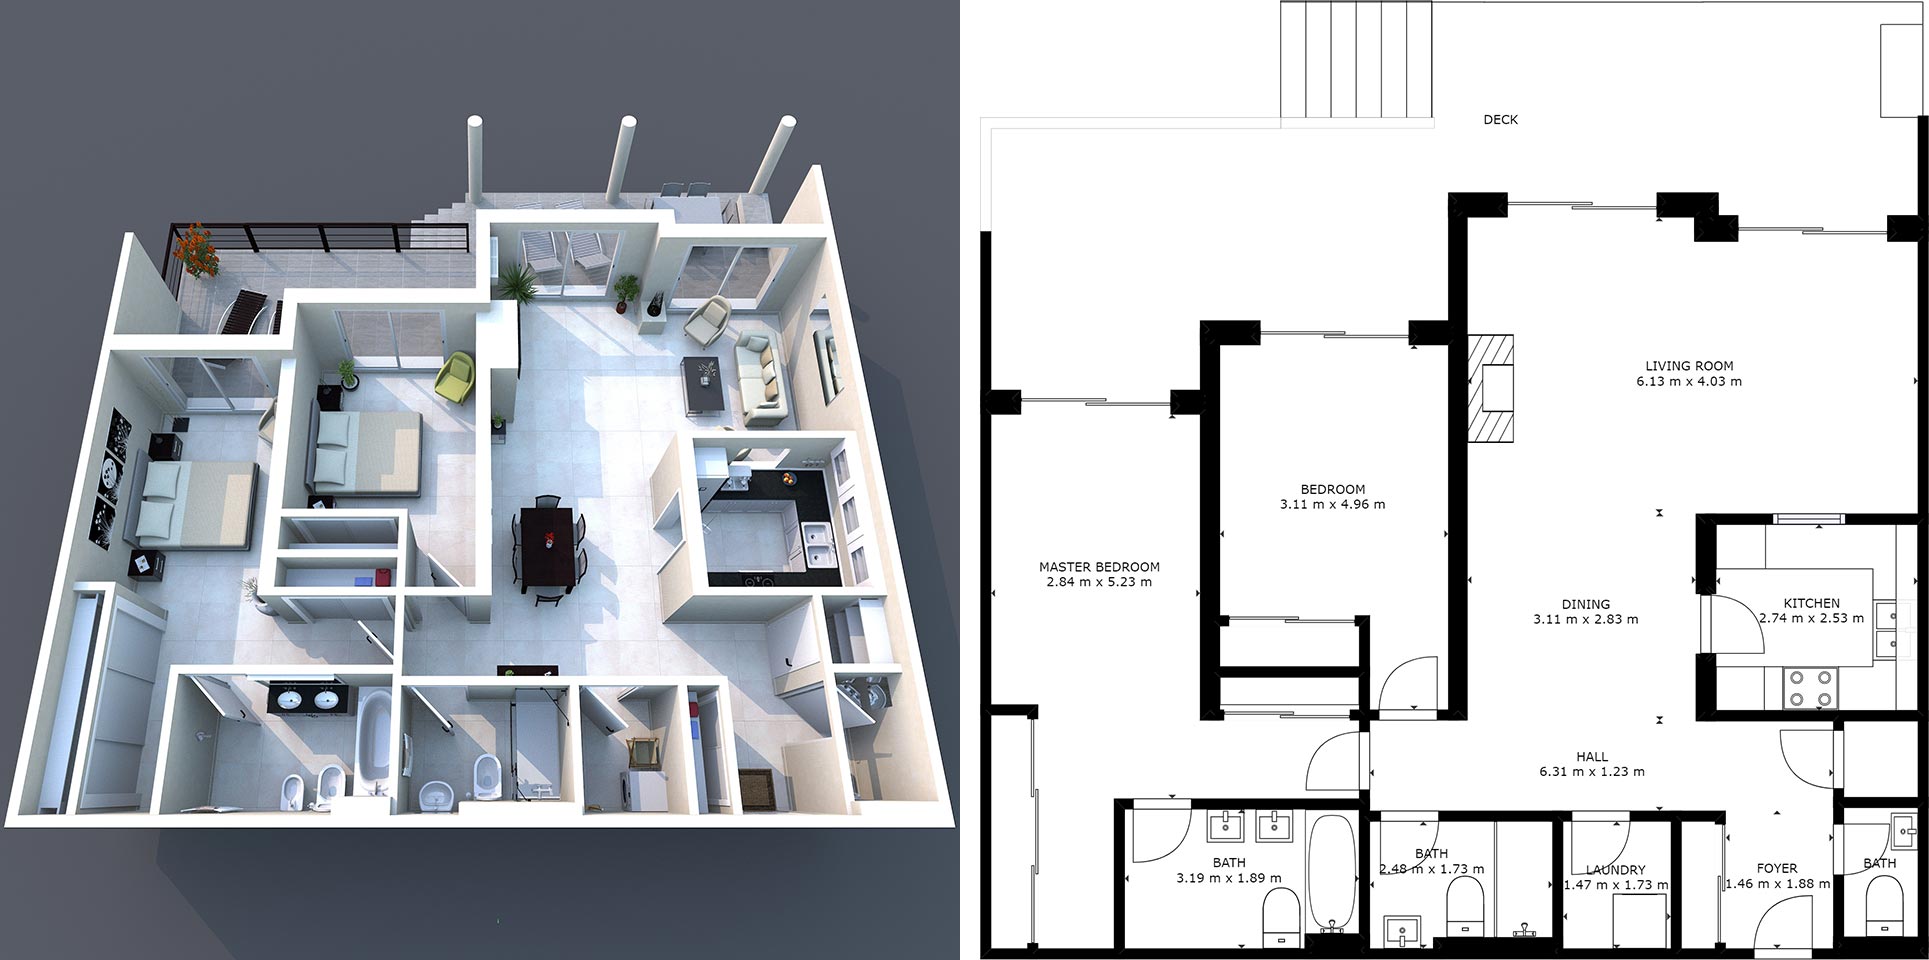 DECK
LIVING ROOM
6.13 m x 4.03 m
BEDROOM
3.11 m x 4.96 m
MASTER BEDROOM
2.84 m x 5.23 m
DINING
3.11 m x 2.83 m
KITCHEN
2.74 m x 2.53 m
HALL
6.31 m x 1.23 m
BATH
3.19 m x 1.89 m
BATH
2.48 m x 1.73 m
LAUNDRY
1.47 m x 1.73 m
FOYER
1.46 m x 1.88 m
BATH